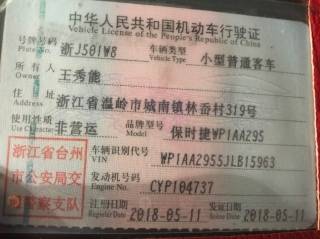 中华人民共和国机动车行驶证
Vehicle License of the People's Republic of China
号牌号码 浙J501W8 车辆类型 小型普通客车
Plate No. Vehicle Type
所有人 王秀能
Owner
住址 浙江省温岭市城南镇林岙村319号
Address
使用性质 非营运 品牌型号 保时捷WP1AA295
Use Character Model
浙江省台州 车辆识别代号 WP1AA2955JLB15963
VIN
市公安局交 发动机号码 CYP104737
Engine No.
警察支队 注册日期 2018-05-11 发证日期 2018-05-11
Register Date Issue Date